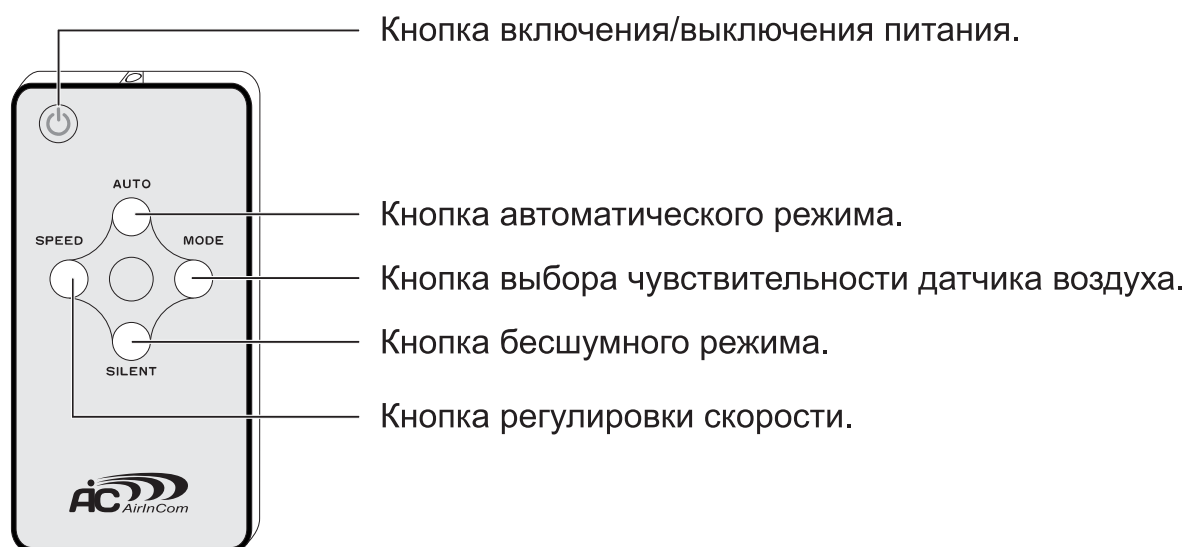 Кнопка включения/выключения питания.
AUTO
Кнопка автоматического режима.
SPEED
MODE
Кнопка выбора чувствительности датчика воздуха.
Кнопка бесшумного режима.
SILENT
Кнопка регулировки скорости.
AIC
AirInCom